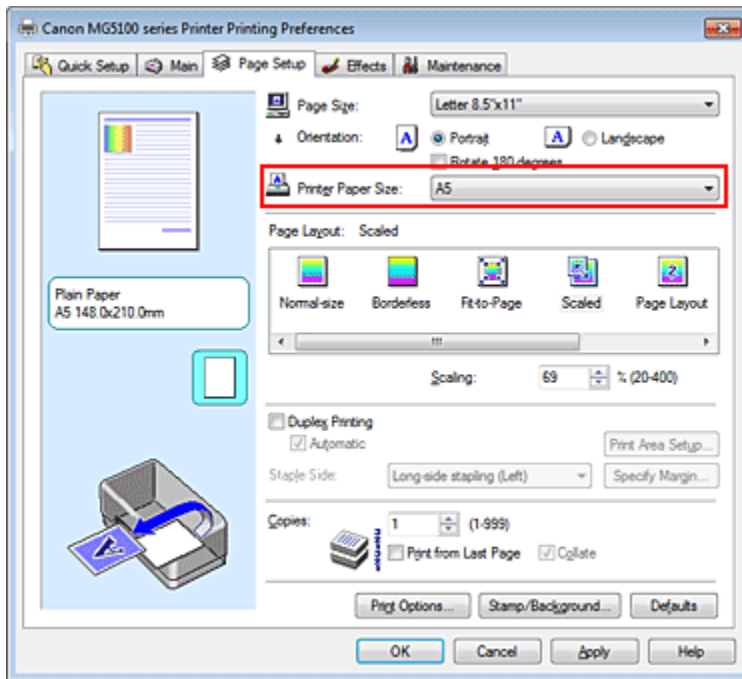 Canon MG5100 series Printer Printing Preferences
Quick Setup Main Page Setup Effects Maintenance
Page Size: Letter 8.5"x11"
Orientation: A Portrait A Landscape
Rotate 180 degrees
Printer Paper Size: A5
Page Layout: Scaled
Normal-size Borderless Fit-to-Page Scaled Page Layout
Plain Paper
A5 148.0x210.0mm
Scaling: 69 % (20-400)
Duplex Printing
Automatic Print Area Setup...
Staple Side: Long-side stapling (Left) Specify Margin...
Copies: 1 (1-999)
Print from Last Page Collate
Print Options... Stamp/Background... Defaults
OK Cancel Apply Help